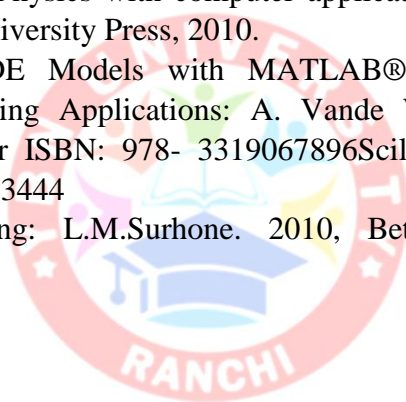 Physics with computer applicat
iversity Press, 2010.
DE Models with MATLAB®
ing Applications: A. Vande
r ISBN: 978- 3319067896Scil
3444
ng: L.M.Surhone. 2010, Bet
UNIVERSITY
RANCHI